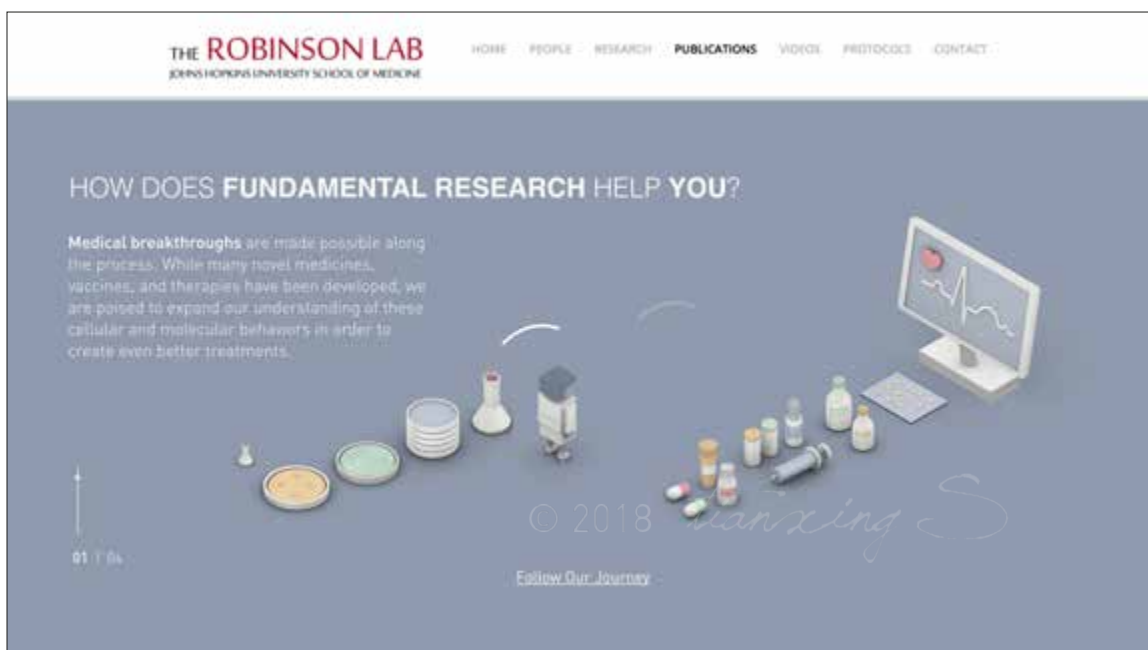 THE ROBINSON LAB
JOHNS HOPKINS UNIVERSITY SCHOOL OF MEDICINE
HOME PEOPLE RESEARCH PUBLICATIONS VIDEOS PROTOCOLS CONTACT
HOW DOES FUNDAMENTAL RESEARCH HELP YOU?
Medical breakthroughs are made possible along
the process. While many novel medicines,
vaccines, and therapies have been developed, we
are poised to expand our understanding of these
cellular and molecular behaviors in order to
create even better treatments.
© 2018 S
01 | 04
Follow Our Journey